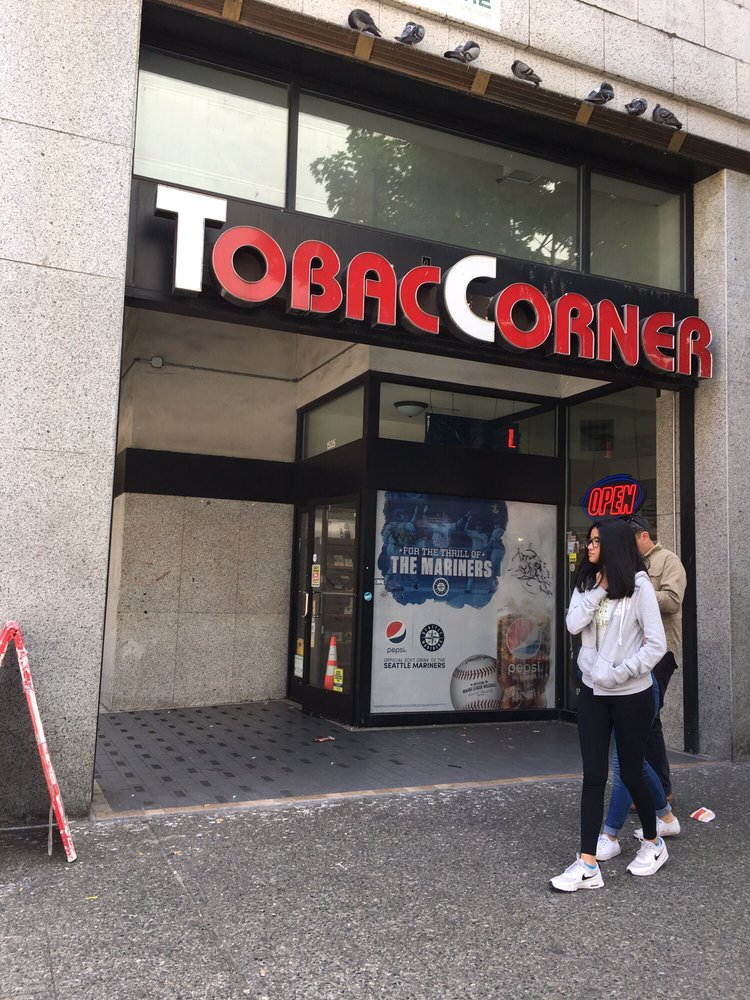 TOBACCORNER
OPEN
FOR THE THRILL OF
THE MARINERS
pepsi
OFFICIAL SOFT DRINK OF THE
SEATTLE MARINERS
pepsi